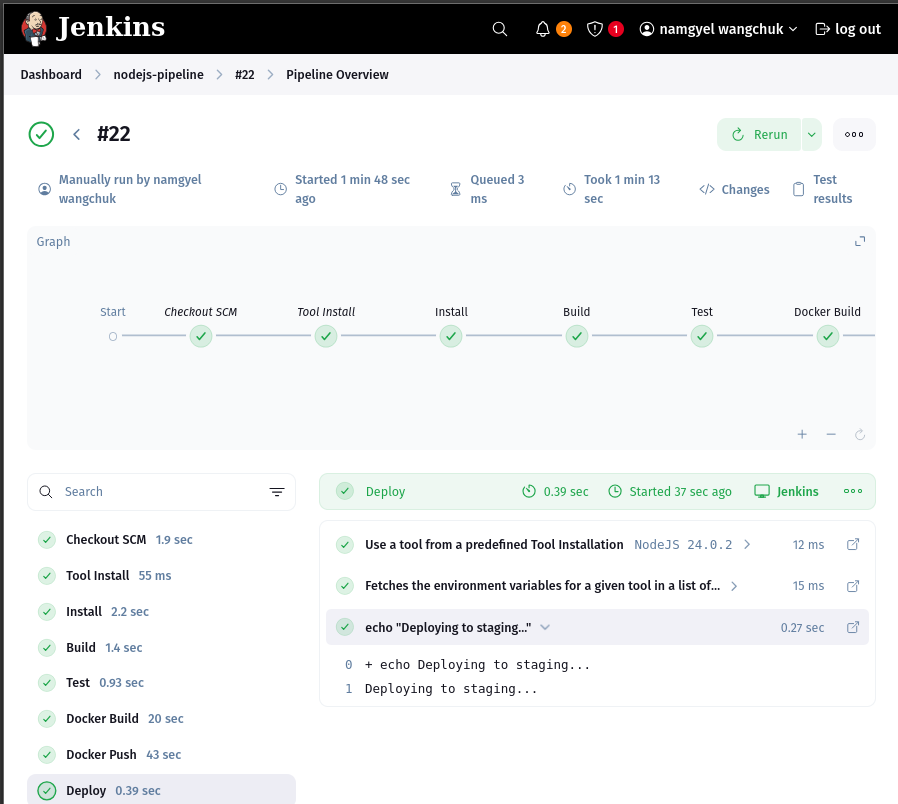 Jenkins
2
1
namgyel wangchuk
log out
Dashboard
nodejs-pipeline
#22
Pipeline Overview
#22
Rerun
Manually run by namgyel
wangchuk
Started 1 min 48 sec
ago
Queued 3
ms
Took 1 min 13
sec
Changes
Test
results
Graph
Start
Checkout SCM
Tool Install
Install
Build
Test
Docker Build
Search
Checkout SCM 1.9 sec
Tool Install 55 ms
Install 2.2 sec
Build 1.4 sec
Test 0.93 sec
Docker Build 20 sec
Docker Push 43 sec
Deploy 0.39 sec
Deploy
0.39 sec
Started 37 sec ago
Jenkins
Use a tool from a predefined Tool Installation NodeJS 24.0.2
12 ms
Fetches the environment variables for a given tool in a list of...
15 ms
echo "Deploying to staging..."
0.27 sec
0 + echo Deploying to staging...
1 Deploying to staging...